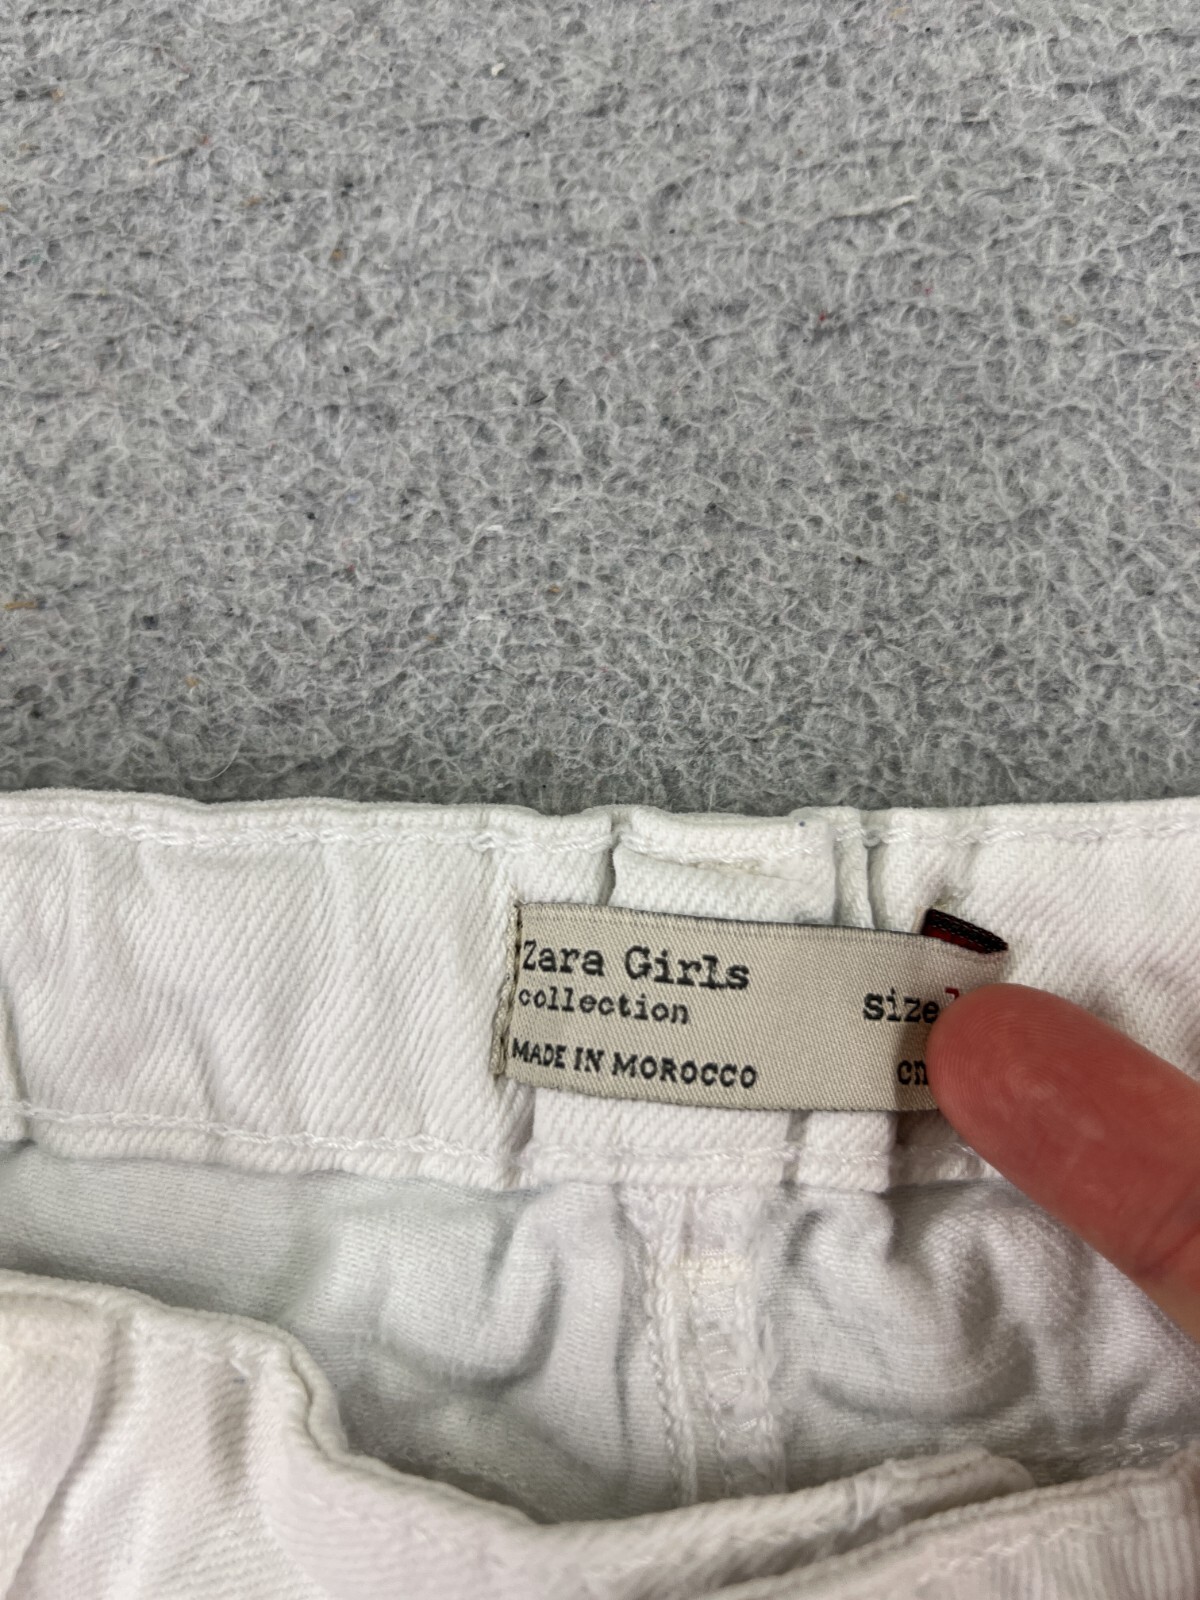 Zara Girls
collection
size
MADE IN MOROCCO